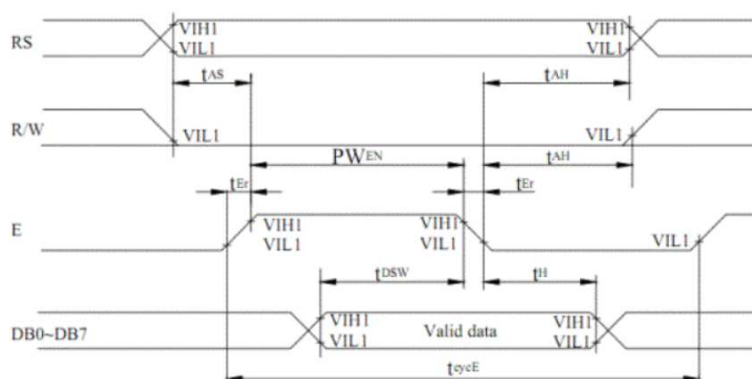 RS VIH1 VIL1 VIH1 VIL1
tAS tAH
R/W VIL1 VIL1
PWEN tAH
tEr tEr
E VIH1 VIL1 VIH1 VIL1 VIL1
tDSW tH
DB0~DB7 VIH1 VIL1 Valid data VIH1 VIL1
tcycE